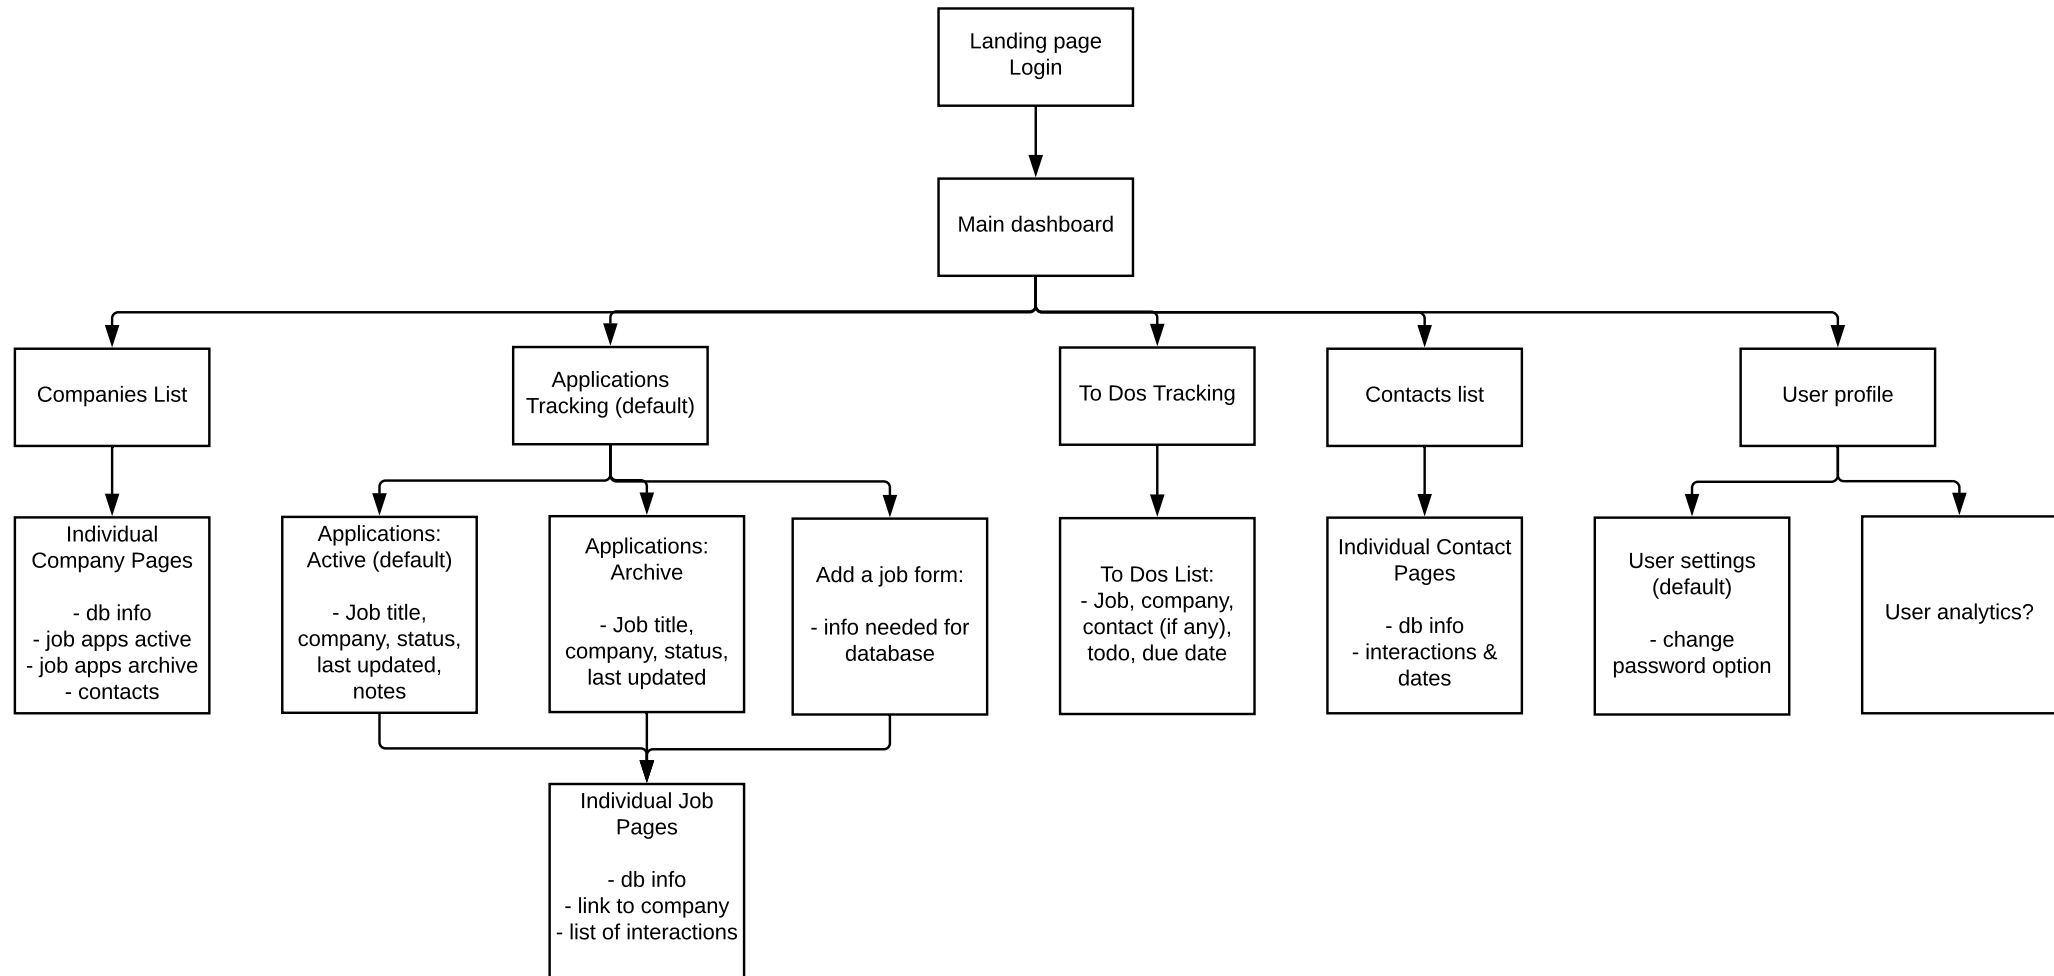 Landing page
Login
Main dashboard
Companies List
Applications
Tracking (default)
To Dos Tracking
Contacts list
User profile
Individual
Company Pages
- db info
- job apps active
- job apps archive
- contacts
Applications:
Active (default)
- Job title,
company, status,
last updated,
notes
Applications:
Archive
- Job title,
company, status,
last updated
Add a job form:
- info needed for
database
To Dos List:
- Job, company,
contact (if any),
todo, due date
Individual Contact
Pages
- db info
- interactions &
dates
User settings
(default)
- change
password option
User analytics?
Individual Job
Pages
- db info
- link to company
- list of interactions